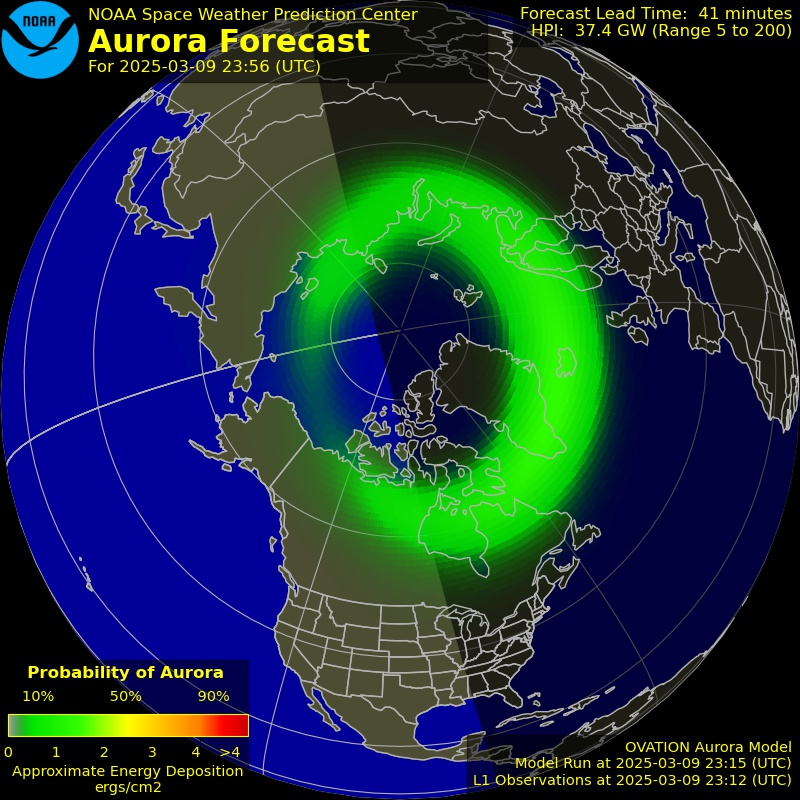 NOAA
NOAA Space Weather Prediction Center
Aurora Forecast
For 2025-03-09 23:56 (UTC)
Forecast Lead Time: 41 minutes
HPI: 37.4 GW (Range 5 to 200)
Probability of Aurora
10% 50% 90%
0 1 2 3 4 >4
Approximate Energy Deposition
ergs/cm2
OVATION Aurora Model
Model Run at 2025-03-09 23:15 (UTC)
L1 Observations at 2025-03-09 23:12 (UTC)